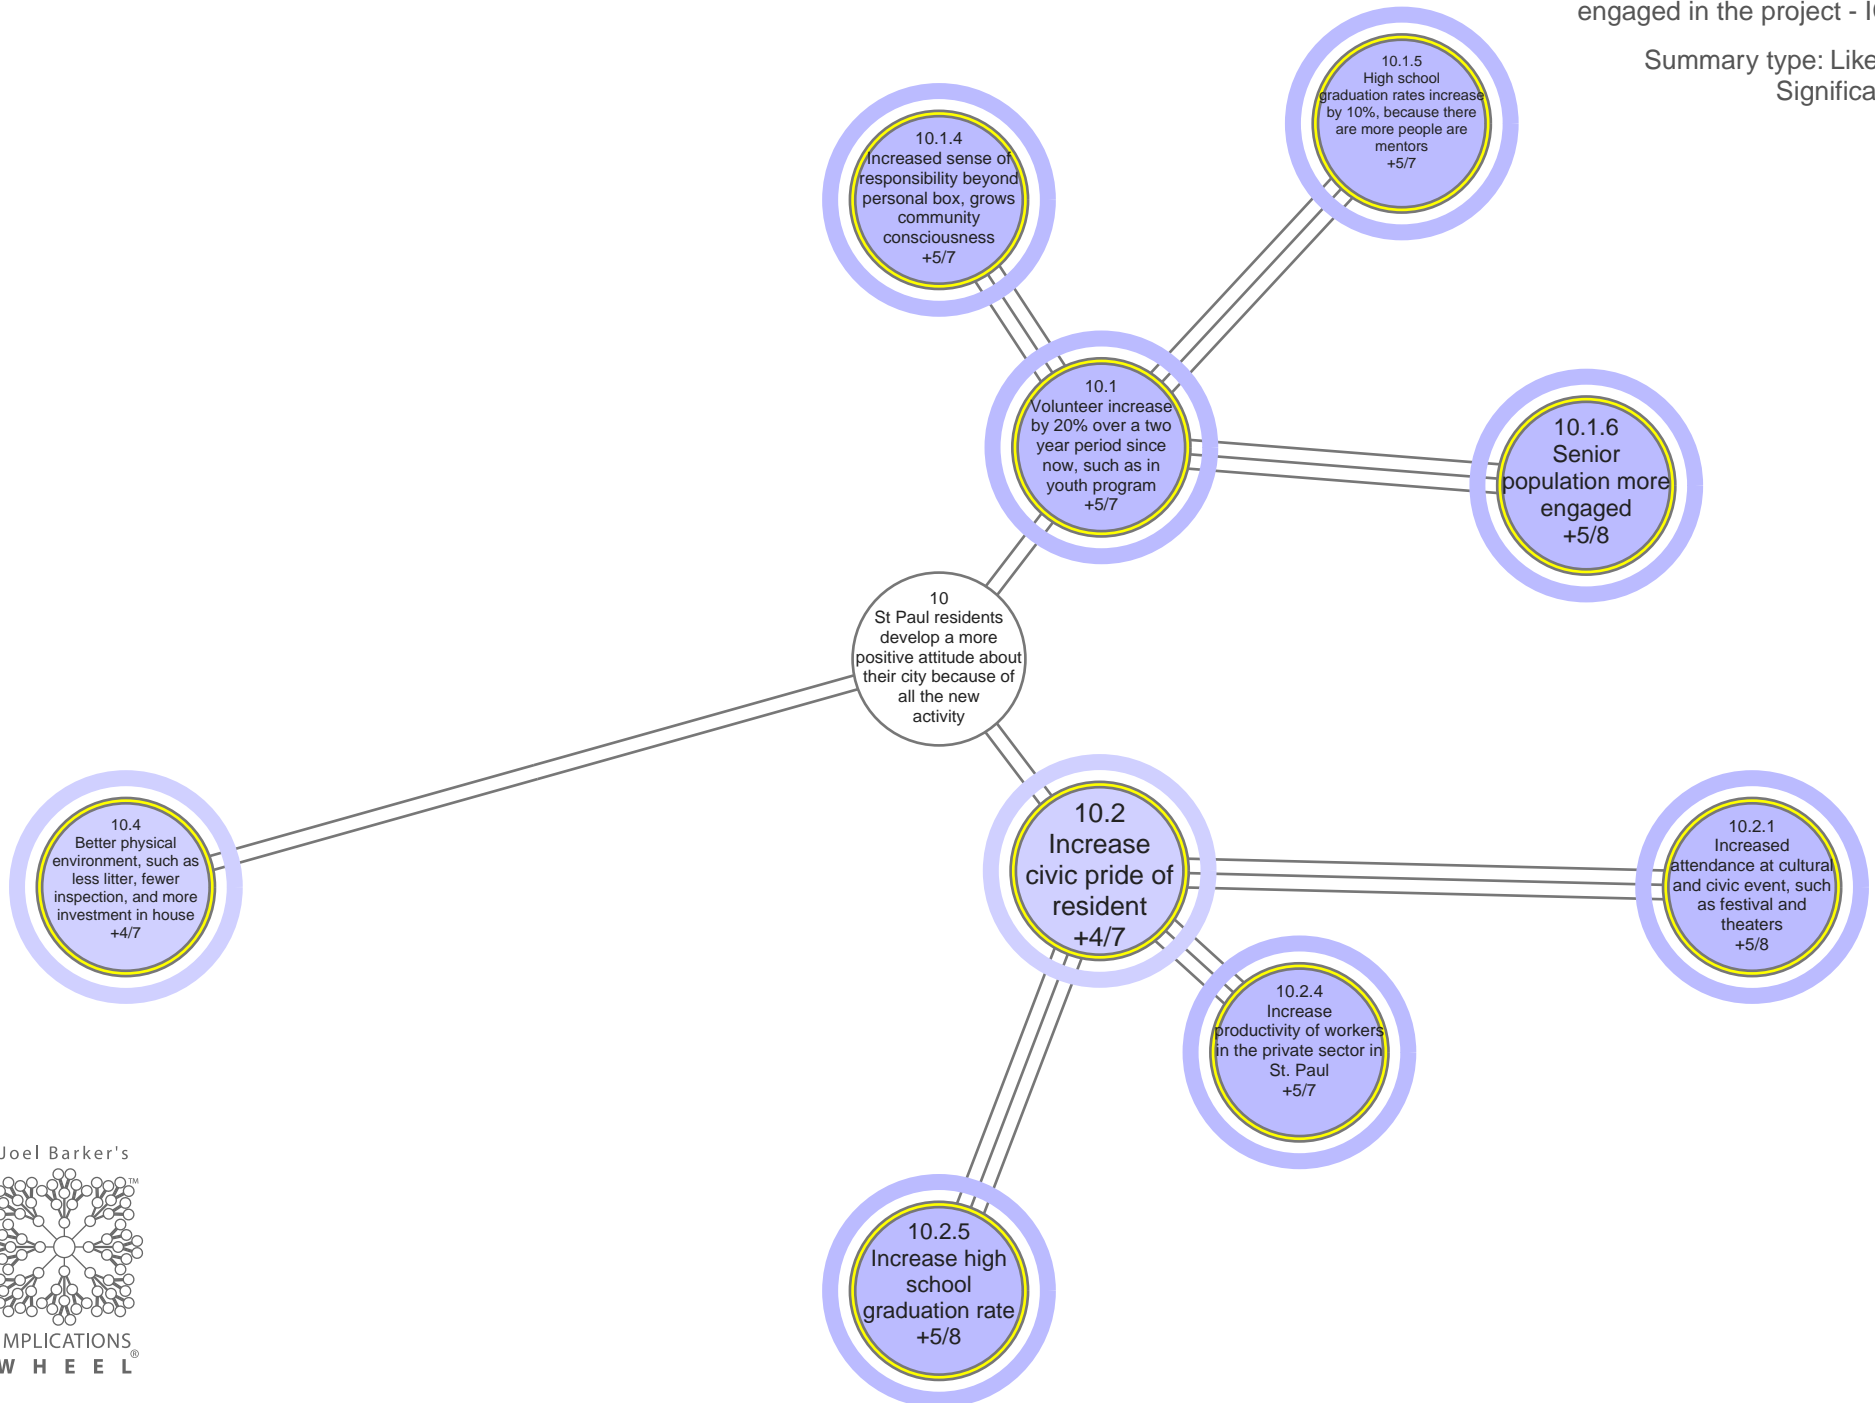 engaged in the project -
Summary type:
10.1.5
High school
graduation rates increase
by 10%, because there
are more people are
mentors
+5/7
10.1.4
Increased sense of
responsibility beyond
personal box, grows
community
consciousness
+5/7
10.1
Volunteer increase
by 20% over a two
year period since
now, such as in
youth program
+5/7
10.1.6
Senior
population more
engaged
+5/8
10
St Paul residents
develop a more
positive attitude about
their city because of
all the new
activity
10.4
Better physical
environment, such as
less litter, fewer
inspection, and more
investment in house
+4/7
10.2
Increase
civic pride of
resident
+4/7
10.2.1
Increased
attendance at cultural
and civic event, such
as festival and
theaters
+5/8
10.2.4
Increase
productivity of workers
in the private sector in
St. Paul
+5/7
10.2.5
Increase high
school
graduation rate
+5/8
Joel Barker's
™
MPLICATIONS
WHEEL®